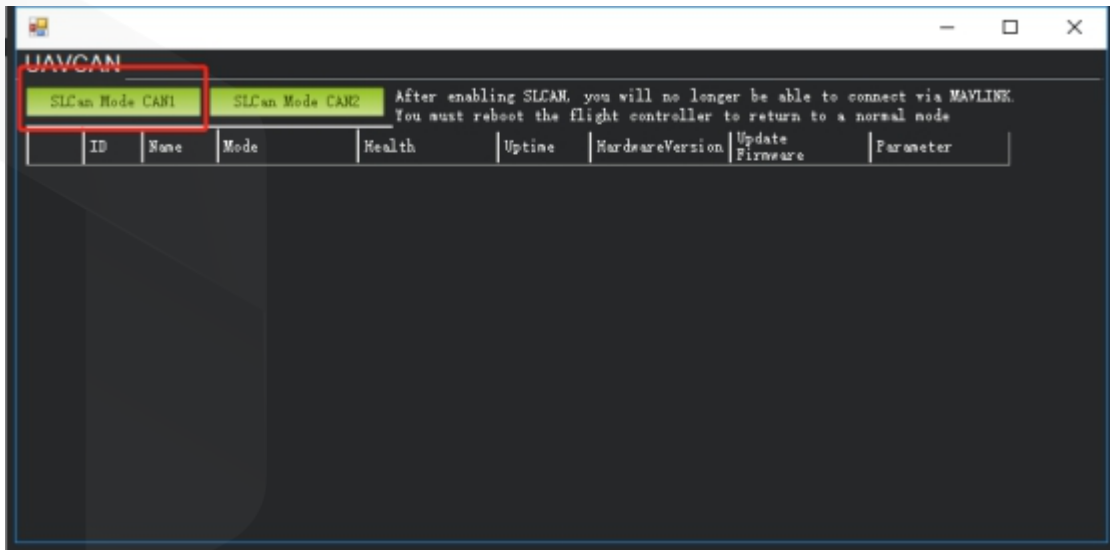 UAVCAN
SLCan Mode CAN1
SLCan Mode CAN2
After enabling SLCAN, you will no longer be able to connect via MAVLINK.
You must reboot the flight controller to return to a normal mode
ID
Name
Mode
Health
Uptime
HardwareVersion
Update
Firmware
Parameter